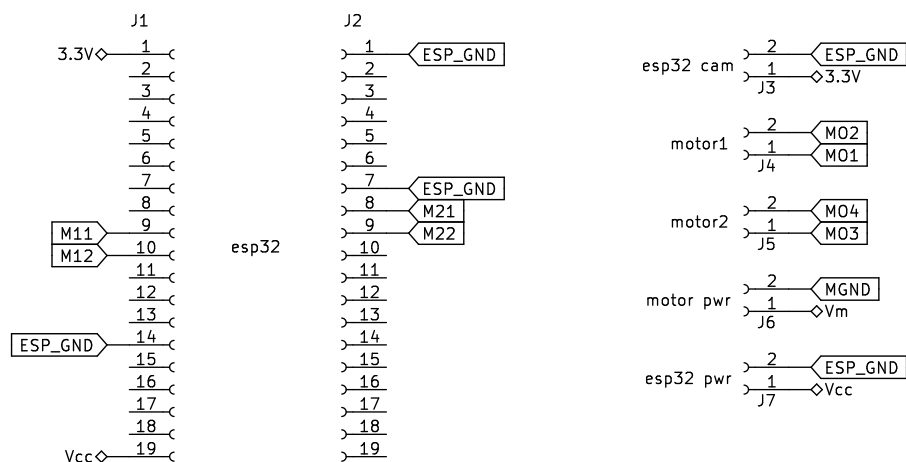 J1 J2
3.3V 1 1 ESP_GND 2 ESP_GND
2 2 esp32 cam 1 3.3V
3 3 J3
4 4 2 MO2
5 5 motor1 1 MO1
6 6 J4
7 7 ESP_GND
8 8 M21 2 MO4
M11 9 9 M22 motor2 1 MO3
M12 10 esp32 10 J5
11 11 2 MGND
12 12 motor pwr 1 Vm
13 13 J6
ESP_GND 14 14
15 15 2 ESP_GND
16 16 esp32 pwr 1 Vcc
17 17 J7
18 18
Vcc 19 19